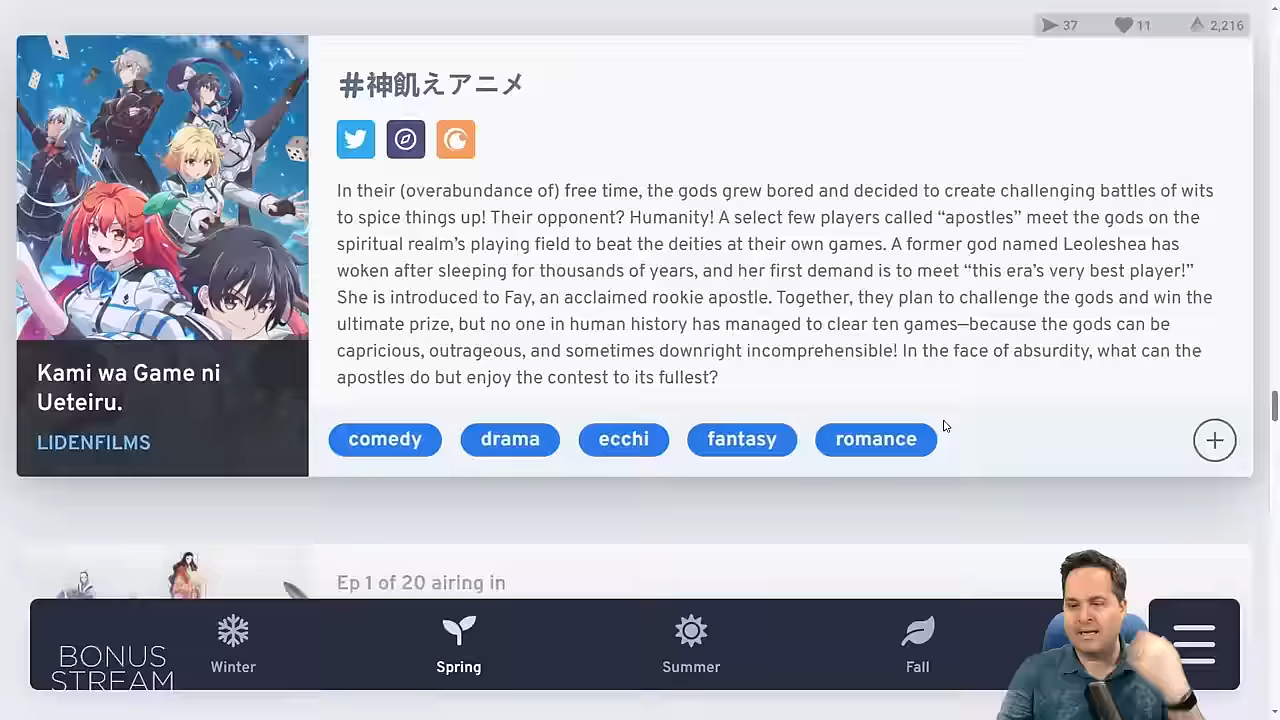 37 11 2,216
#神飢えアニメ
In their (overabundance of) free time, the gods grew bored and decided to create challenging battles of wits
to spice things up! Their opponent? Humanity! A select few players called “apostles” meet the gods on the
spiritual realm’s playing field to beat the deities at their own games. A former god named Leoleshea has
woken after sleeping for thousands of years, and her first demand is to meet “this era’s very best player!”
She is introduced to Fay, an acclaimed rookie apostle. Together, they plan to challenge the gods and win the
ultimate prize, but no one in human history has managed to clear ten games—because the gods can be
capricious, outrageous, and sometimes downright incomprehensible! In the face of absurdity, what can the
apostles do but enjoy the contest to its fullest?
Kami wa Game ni
Ueteiru.
LIDENFILMS
comedy drama ecchi fantasy romance
Ep 1 of 20 airing in
BONUS
STREAM
Winter Spring Summer Fall